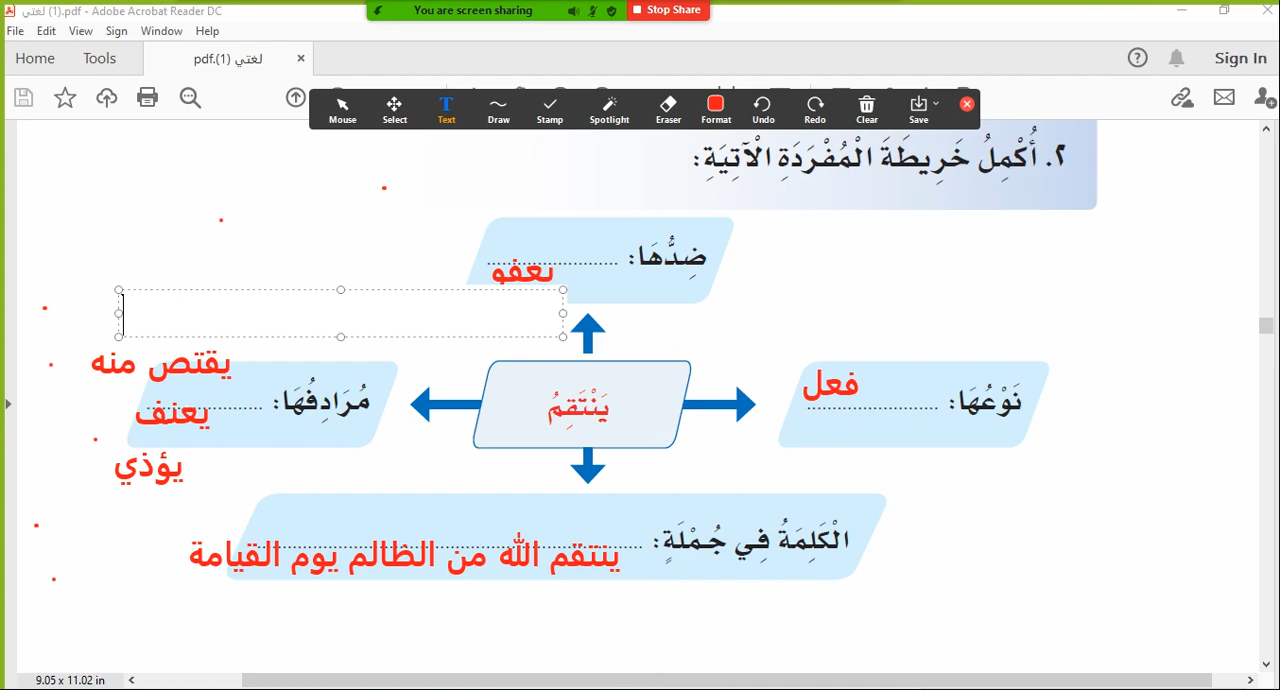 لغتي (1).pdf - Adobe Acrobat Reader DC
You are screen sharing
Stop Share
File Edit View Sign Window Help
Home Tools لغتي (1).pdf × Sign In
Mouse Select Text Draw Stamp Spotlight Eraser Format Undo Redo Clear Save
٢. أُكْمِلُ خَرِيطَةَ الْمُفْرَدَةِ الْآتِيَةِ:
ضِدُّهَا: ..................
يعفو
نَوْعُهَا: ..................
فعل
يَنْتَقِمُ
مُرَادِفُهَا: ..................
يقتص منه
يعنف
يؤذي
الْكَلِمَةُ فِي جُمْلَةٍ: ..................
ينتقم الله من الظالم يوم القيامة
9.05 x 11.02 in